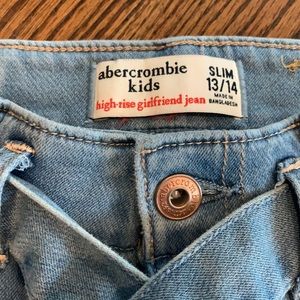 abercrombie
kids
high-rise girlfriend jean
SLIM
13/14
MADE IN
BANGLADESH